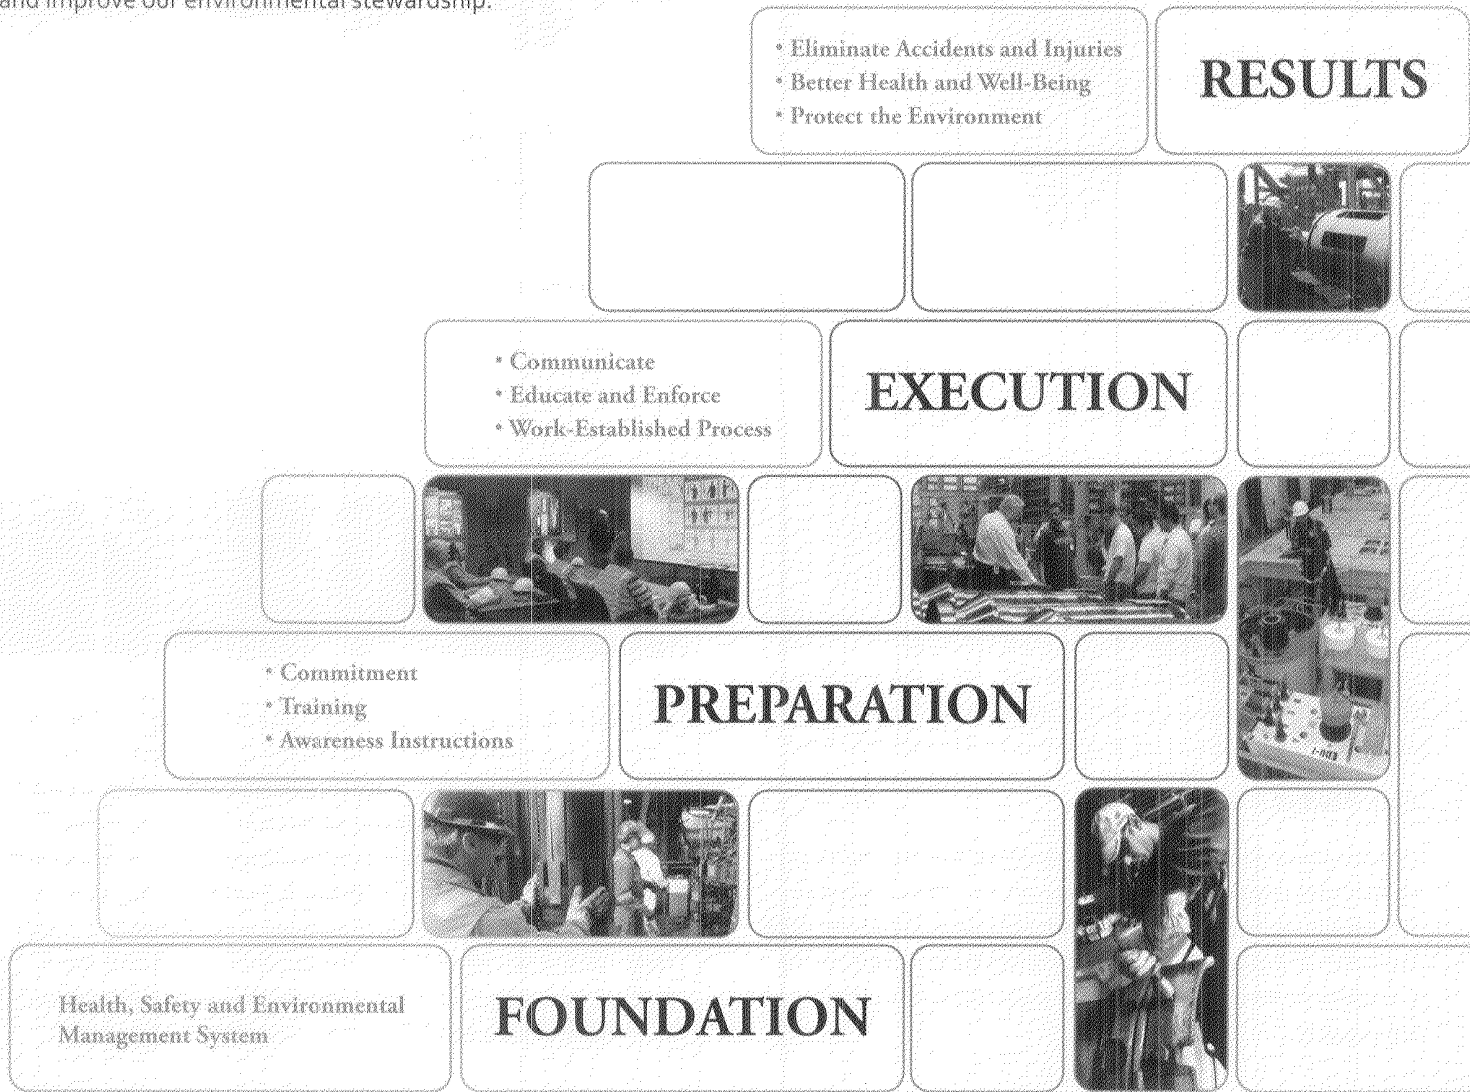 and improve our environmental stewardship.
• Eliminate Accidents and Injuries
• Better Health and Well-Being
• Protect the Environment
RESULTS
• Communicate
• Educate and Enforce
• Work-Established Process
EXECUTION
• Commitment
• Training
• Awareness Instructions
PREPARATION
Health, Safety and Environmental
Management System
FOUNDATION